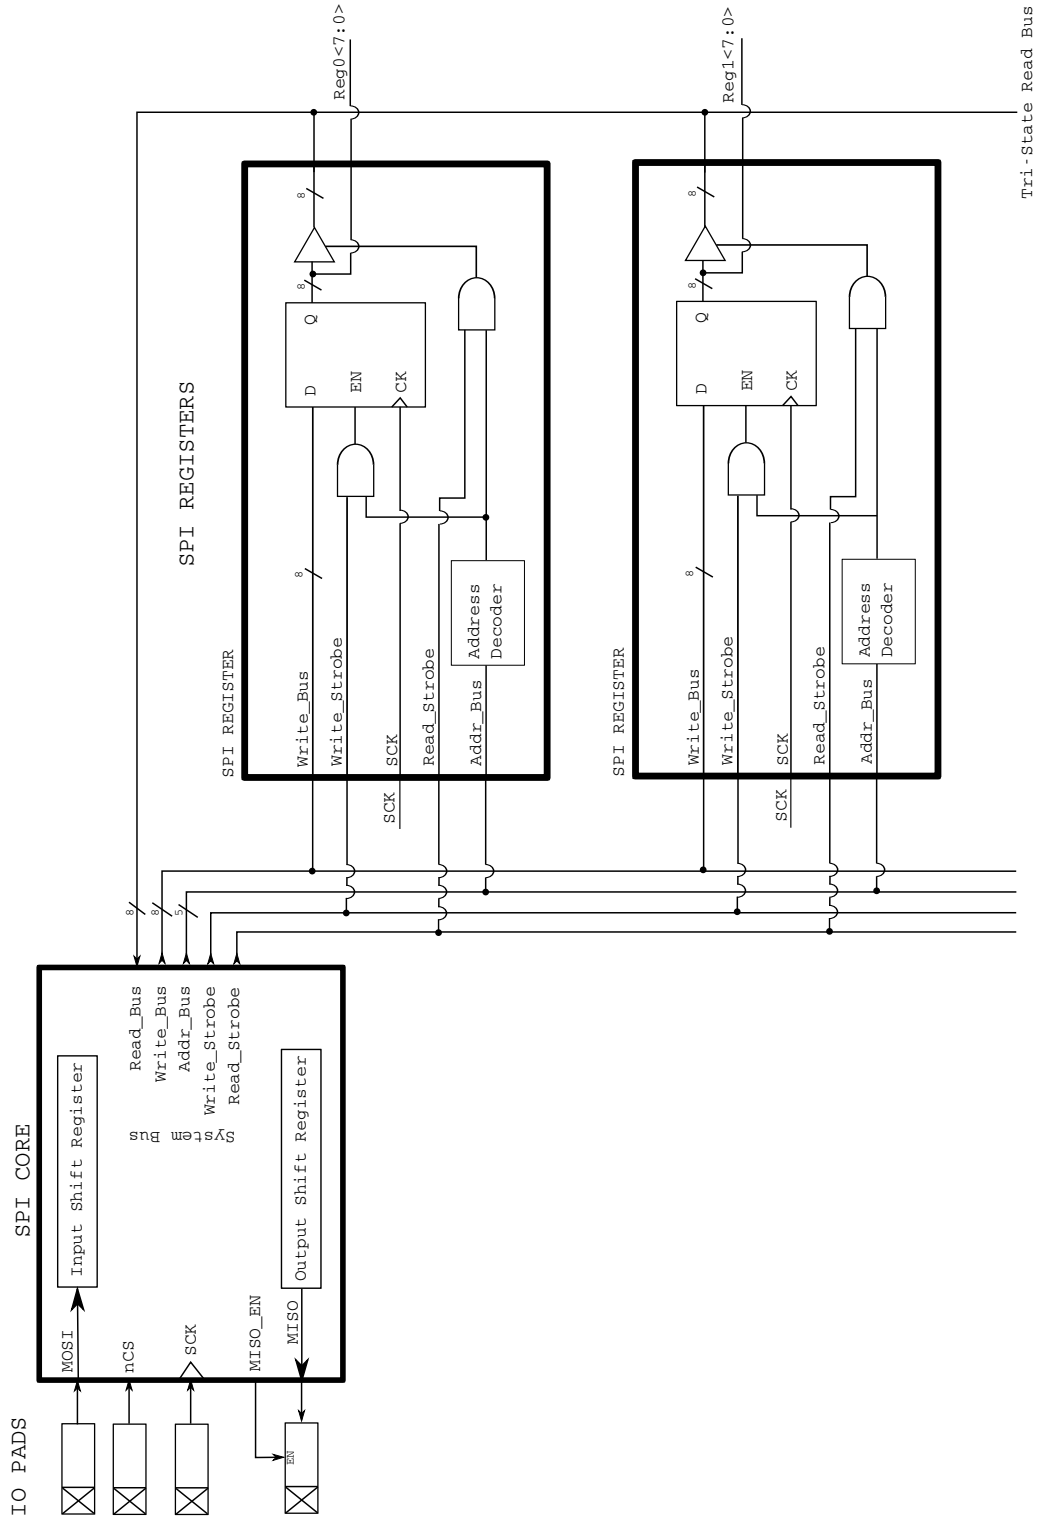 IO PADS
EN
SPI CORE
MOSI
nCS
SCK
MISO_EN
MISO
Input Shift Register
Output Shift Register
System Bus
Read_Bus
Write_Bus
Addr_Bus
Write_Strobe
Read_Strobe
8
8
5
SPI REGISTERS
SPI REGISTER
SCK
Write_Bus
Write_Strobe
SCK
Read_Strobe
Addr_Bus
8
Address
Decoder
D
EN
CK
Q
8
8
Reg0<7:0>
SPI REGISTER
SCK
Write_Bus
Write_Strobe
SCK
Read_Strobe
Addr_Bus
8
Address
Decoder
D
EN
CK
Q
8
8
Reg1<7:0>
Tri-State Read Bus